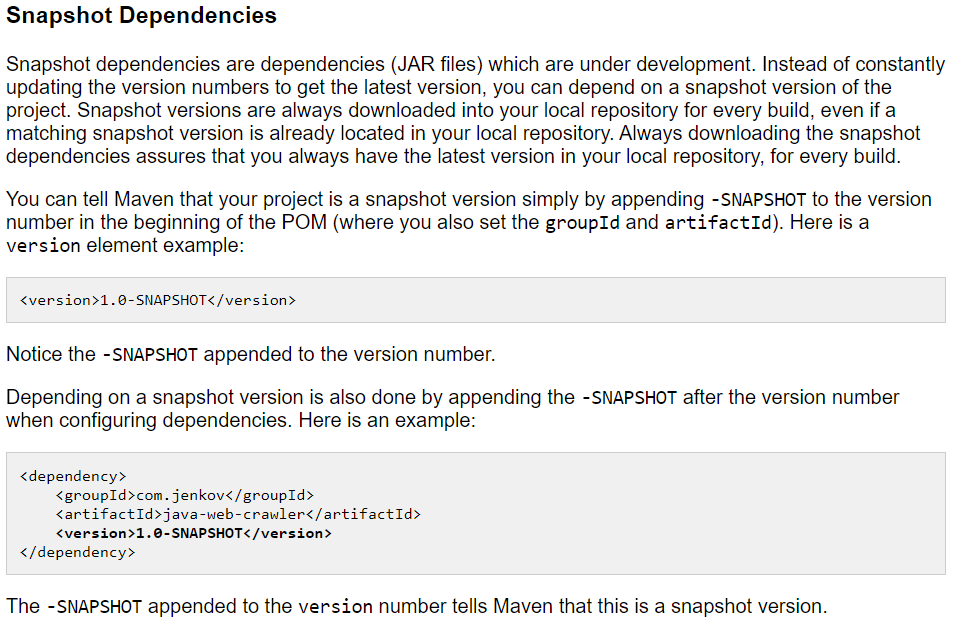 Snapshot Dependencies
Snapshot dependencies are dependencies (JAR files) which are under development. Instead of constantly
updating the version numbers to get the latest version, you can depend on a snapshot version of the
project. Snapshot versions are always downloaded into your local repository for every build, even if a
matching snapshot version is already located in your local repository. Always downloading the snapshot
dependencies assures that you always have the latest version in your local repository, for every build.
You can tell Maven that your project is a snapshot version simply by appending -SNAPSHOT to the version
number in the beginning of the POM (where you also set the groupId and artifactId). Here is a
version element example:
<version>1.0-SNAPSHOT</version>
Notice the -SNAPSHOT appended to the version number.
Depending on a snapshot version is also done by appending the -SNAPSHOT after the version number
when configuring dependencies. Here is an example:
<dependency>
    <groupId>com.jenkov</groupId>
    <artifactId>java-web-crawler</artifactId>
    <version>1.0-SNAPSHOT</version>
</dependency>
The -SNAPSHOT appended to the version number tells Maven that this is a snapshot version.